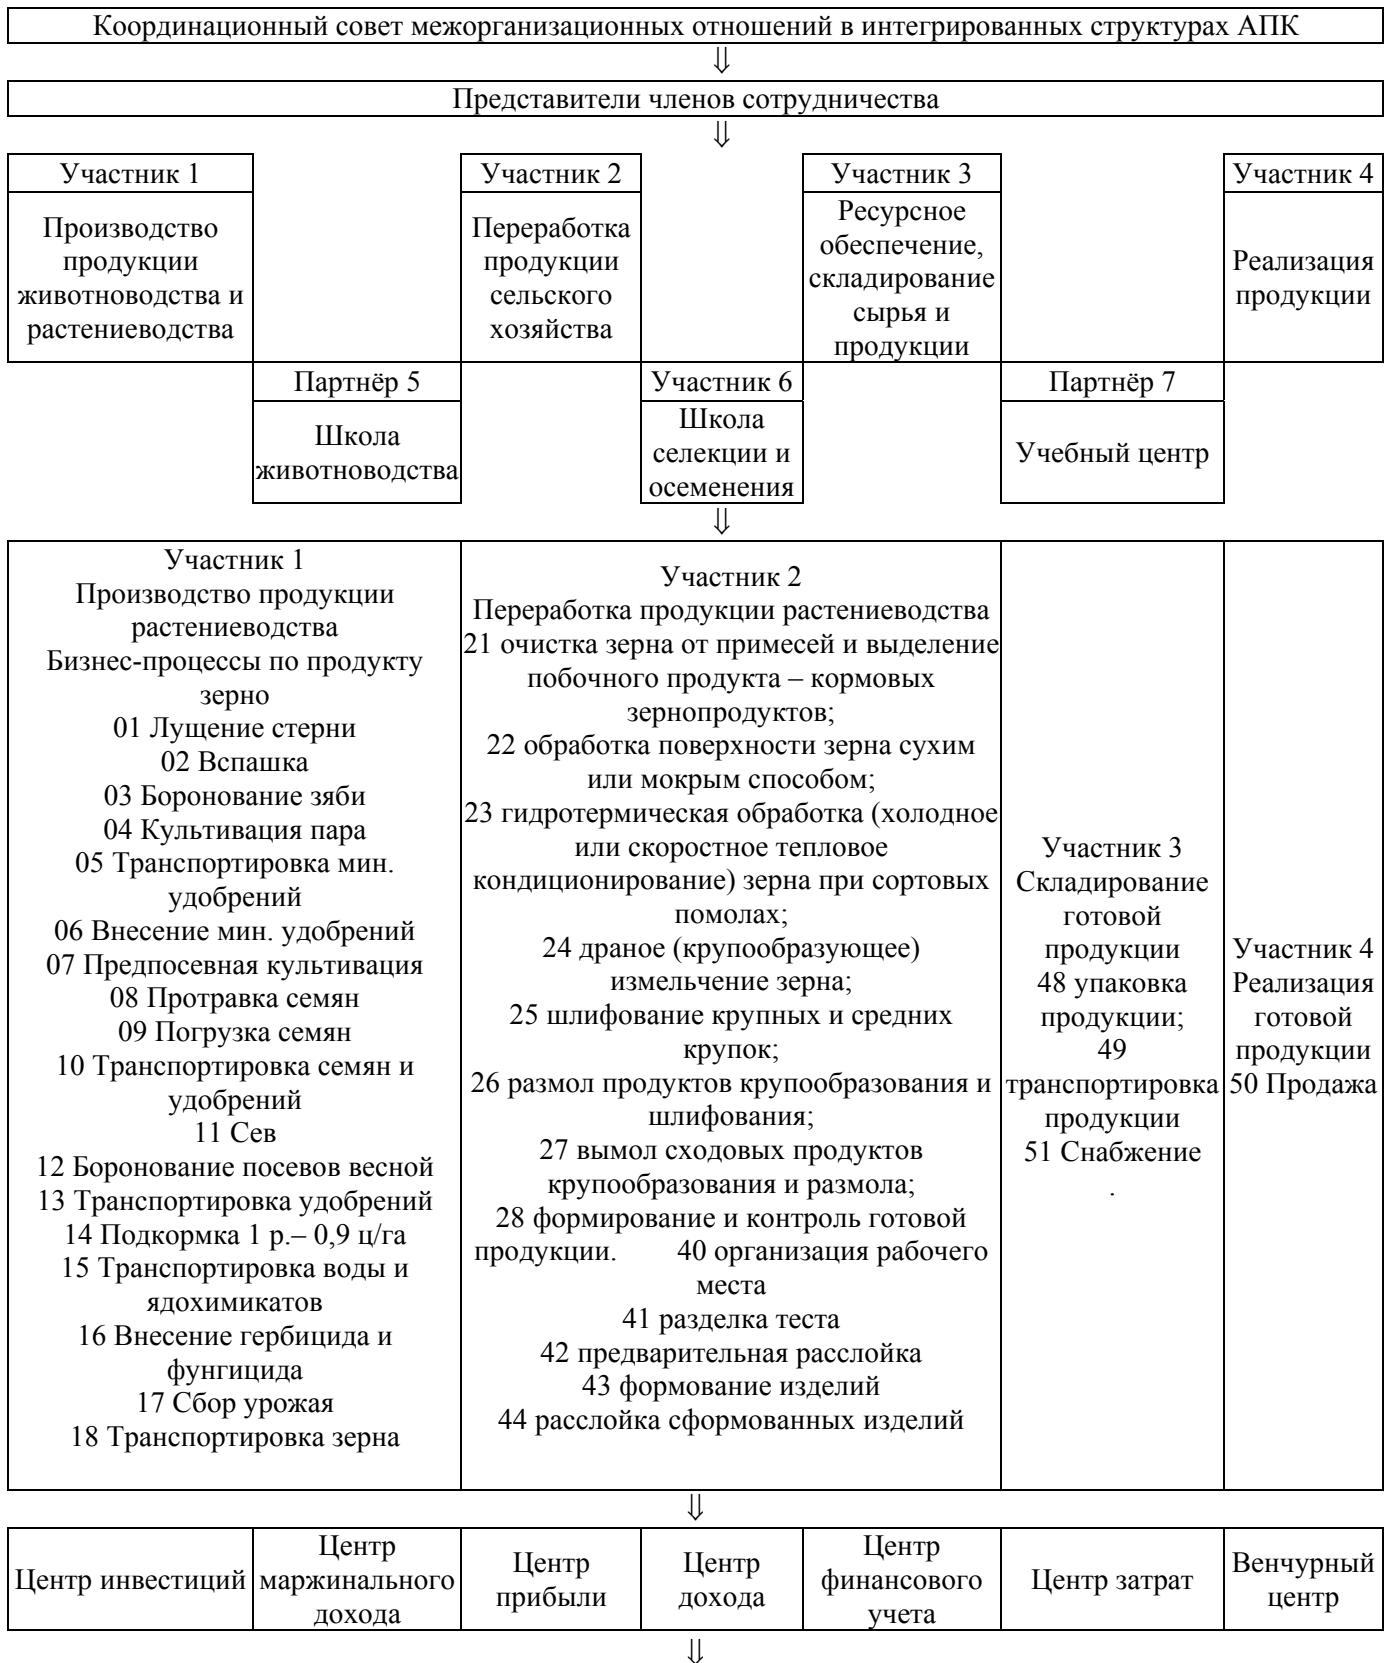 Координационный совет межорганизационных отношений в интегрированных структурах АПК
⇓
Представители членов сотрудничества
⇓
Участник 1
Производство
продукции
животноводства и
растениеводства
Участник 2
Переработка
продукции
сельского
хозяйства
Участник 3
Ресурсное
обеспечение,
складирование
сырья и
продукции
Участник 4
Реализация
продукции
Партнёр 5
Школа
животноводства
Участник 6
Школа
селекции и
осеменения
Партнёр 7
Учебный центр
⇓
Участник 1
Производство продукции
растениеводства
Бизнес-процессы по продукту
зерно
01 Лущение стерни
02 Вспашка
03 Боронование зяби
04 Культивация пара
05 Транспортировка мин.
удобрений
06 Внесение мин. удобрений
07 Предпосевная культивация
08 Протравка семян
09 Погрузка семян
10 Транспортировка семян и
удобрений
11 Сев
12 Боронование посевов весной
13 Транспортировка удобрений
14 Подкормка 1 р.– 0,9 ц/га
15 Транспортировка воды и
ядохимикатов
16 Внесение гербицида и
фунгицида
17 Сбор урожая
18 Транспортировка зерна
Участник 2
Переработка продукции растениеводства
21 очистка зерна от примесей и выделение
побочного продукта – кормовых
зернопродуктов;
22 обработка поверхности зерна сухим
или мокрым способом;
23 гидротермическая обработка (холодное
или скоростное тепловое
кондиционирование) зерна при сортовых
помолах;
24 драное (крупообразующее)
измельчение зерна;
25 шлифование крупных и средних
крупок;
26 размол продуктов крупообразования и
шлифования;
27 вымол сходовых продуктов
крупообразования и размола;
28 формирование и контроль готовой
продукции. 40 организация рабочего
места
41 разделка теста
42 предварительная расслойка
43 формование изделий
44 расслойка сформованных изделий
Участник 3
Складирование
готовой
продукции
48 упаковка
продукции;
49
транспортировка
продукции
51 Снабжение
.
Участник 4
Реализация
готовой
продукции
50 Продажа
⇓
Центр инвестиций
Центр
маржинального
дохода
Центр
прибыли
Центр
дохода
Центр
финансового
учета
Центр затрат
Венчурный
центр
⇓